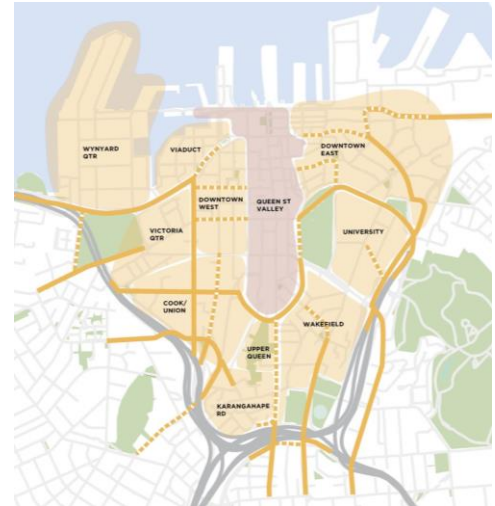 WYNYARD
QTR
VIADUCT
DOWNTOWN
EAST
DOWNTOWN
WEST
QUEEN ST
VALLEY
VICTORIA
QTR
UNIVERSITY
COOK/
UNION
WAKEFIELD
UPPER
QUEEN
KARANGAHAPE
RD